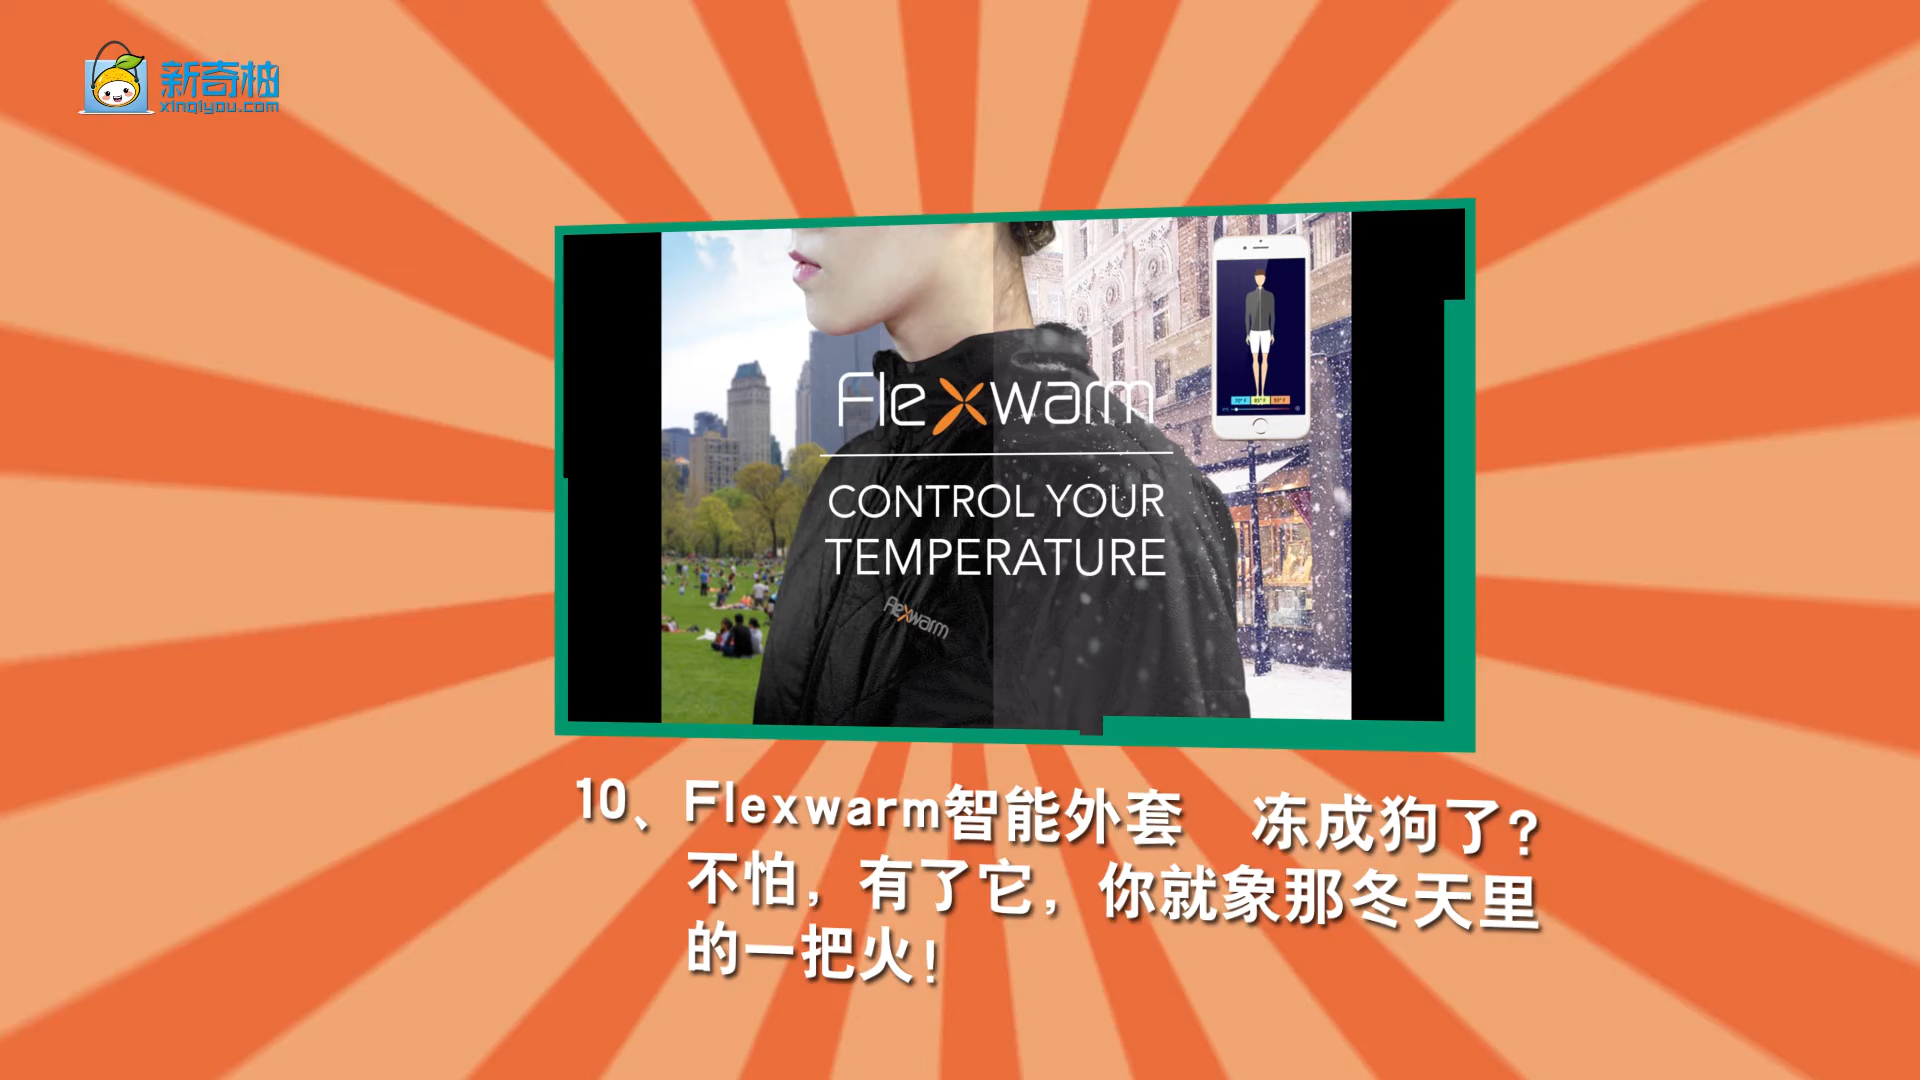 新奇柚
xinqiyou.com
Flexwarm
CONTROL YOUR
TEMPERATURE
Flexwarm
10、Flexwarm智能外套 冻成狗了?
不怕，有了它，你就象那冬天里
的一把火！